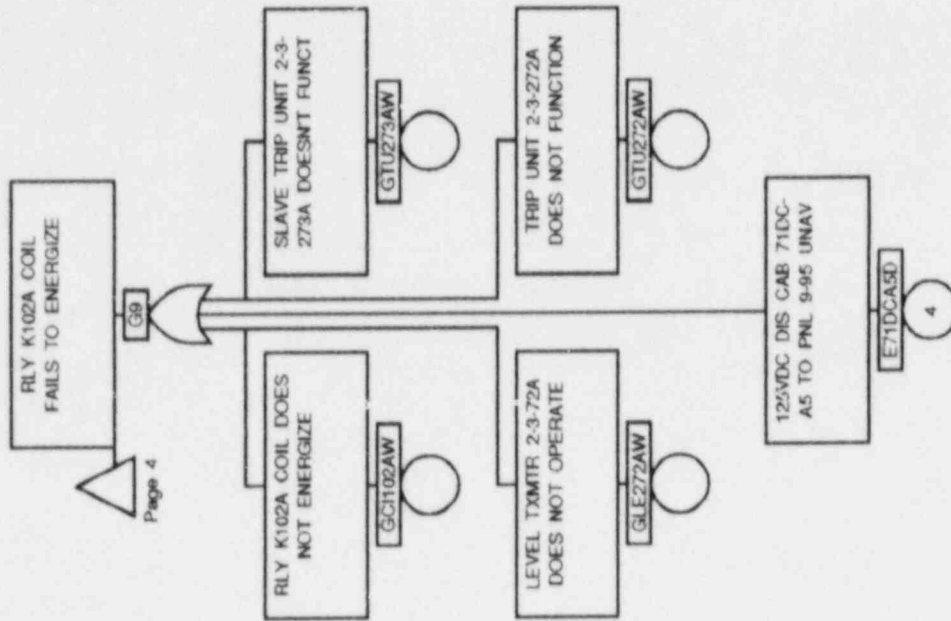 RLY K102A COIL
FAILS TO ENERGIZE
Page 4
G9
RLY K102A COIL DOES
NOT ENERGIZE
GCI102AW
SLAVE TRIP UNIT 2-3-
273A DOESN'T FUNCT
GTU273AW
LEVEL TXMTR 2-3-72A
DOES NOT OPERATE
GLE272AW
TRIP UNIT 2-3-272A
DOES NOT FUNCTION
GTU272AW
125VDC DIS CAB 71DC-
A5 TO PNL 9-95 UNAV
E71DCA5D
4